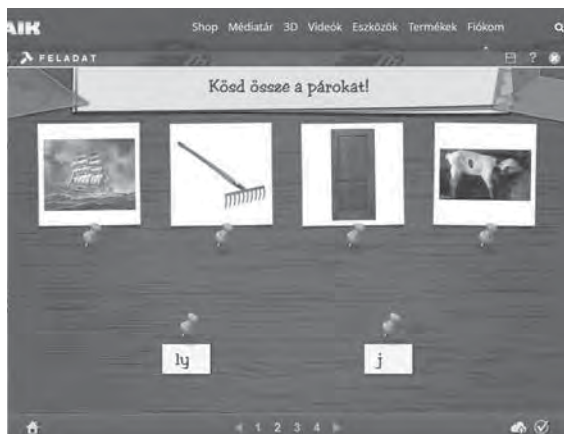 AIK
Shop Médiatár 3D Videók Eszközök Termékek Fiókom
FELADAT
?
Kösd össze a párokat!
ly
j
1 2 3 4